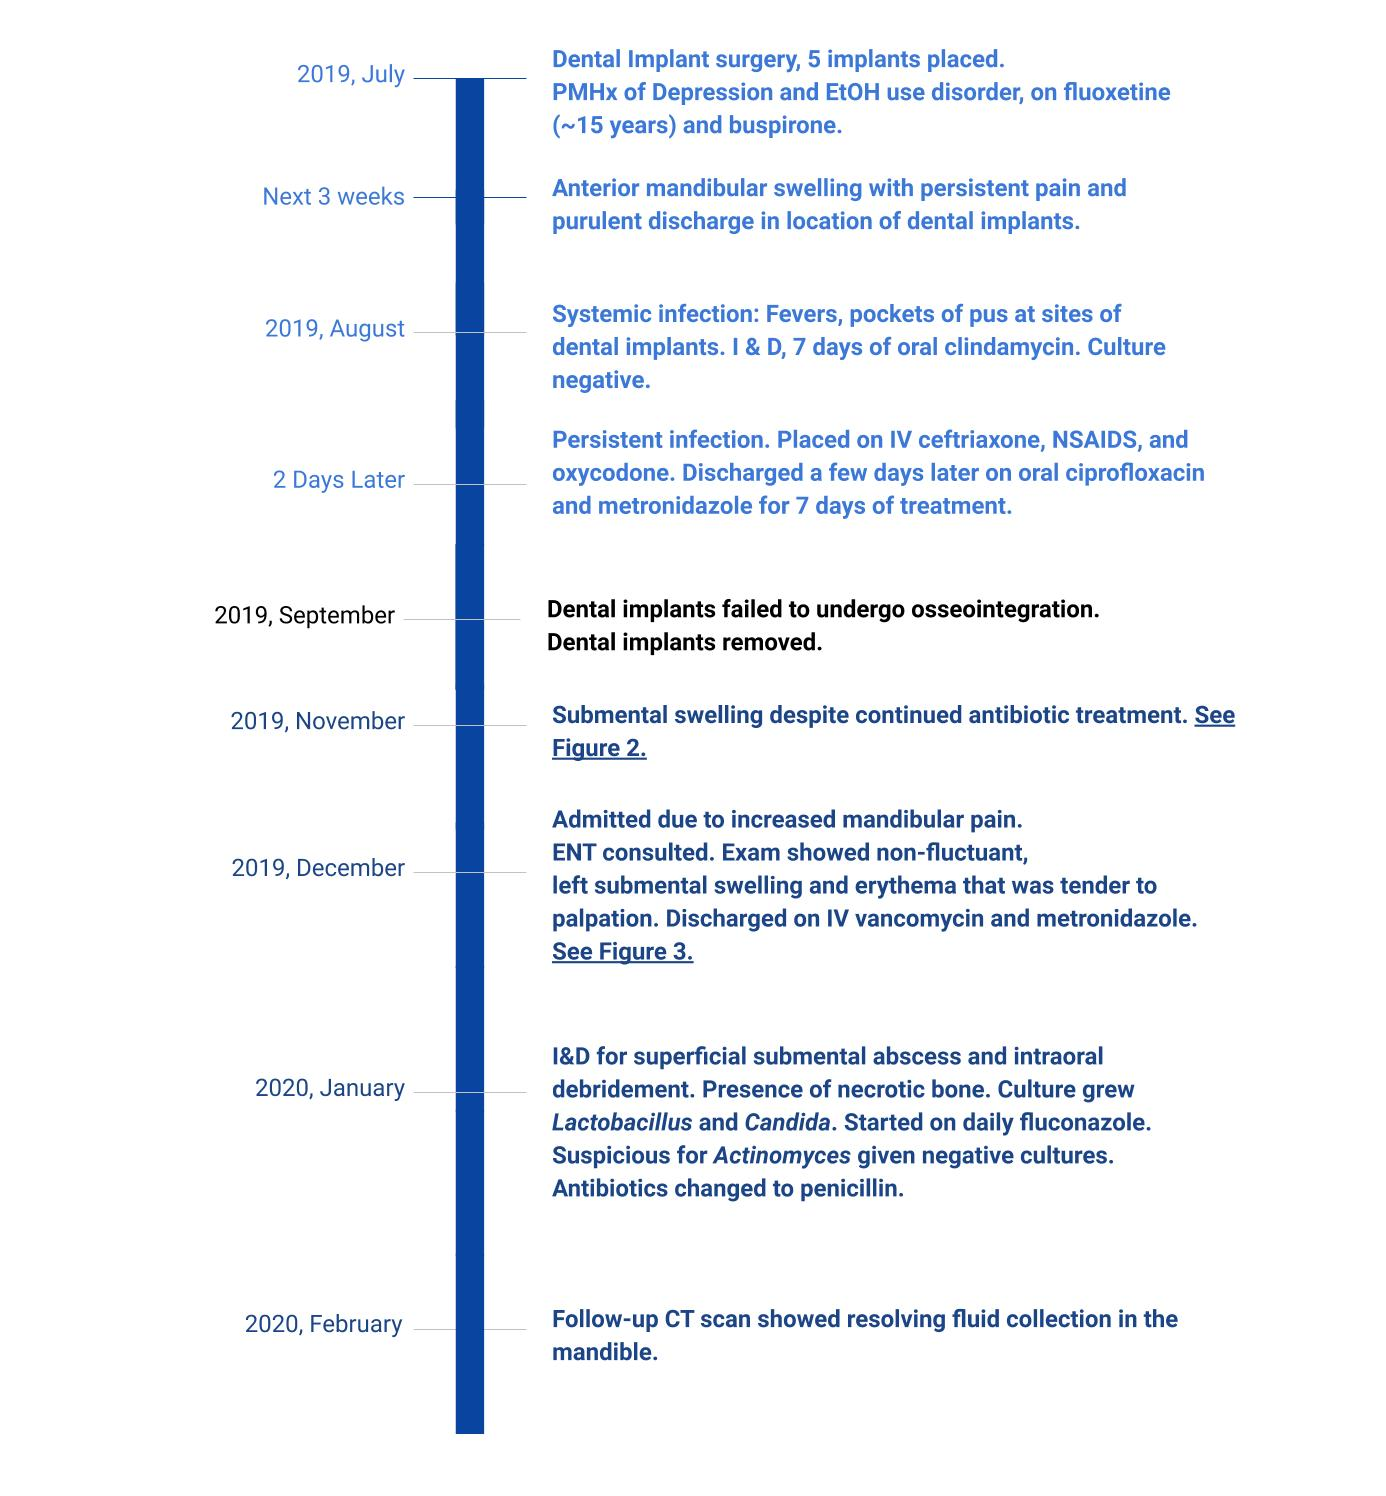 2019, July
Dental Implant surgery, 5 implants placed.
PMHx of Depression and EtOH use disorder, on fluoxetine
(~15 years) and buspirone.
Next 3 weeks
Anterior mandibular swelling with persistent pain and
purulent discharge in location of dental implants.
2019, August
Systemic infection: Fevers, pockets of pus at sites of
dental implants. I & D, 7 days of oral clindamycin. Culture
negative.
2 Days Later
Persistent infection. Placed on IV ceftriaxone, NSAIDS, and
oxycodone. Discharged a few days later on oral ciprofloxacin
and metronidazole for 7 days of treatment.
2019, September
Dental implants failed to undergo osseointegration.
Dental implants removed.
2019, November
Submental swelling despite continued antibiotic treatment. See
Figure 2.
2019, December
Admitted due to increased mandibular pain.
ENT consulted. Exam showed non-fluctuant,
left submental swelling and erythema that was tender to
palpation. Discharged on IV vancomycin and metronidazole.
See Figure 3.
2020, January
I&D for superficial submental abscess and intraoral
debridement. Presence of necrotic bone. Culture grew
Lactobacillus and Candida. Started on daily fluconazole.
Suspicious for Actinomyces given negative cultures.
Antibiotics changed to penicillin.
2020, February
Follow-up CT scan showed resolving fluid collection in the
mandible.